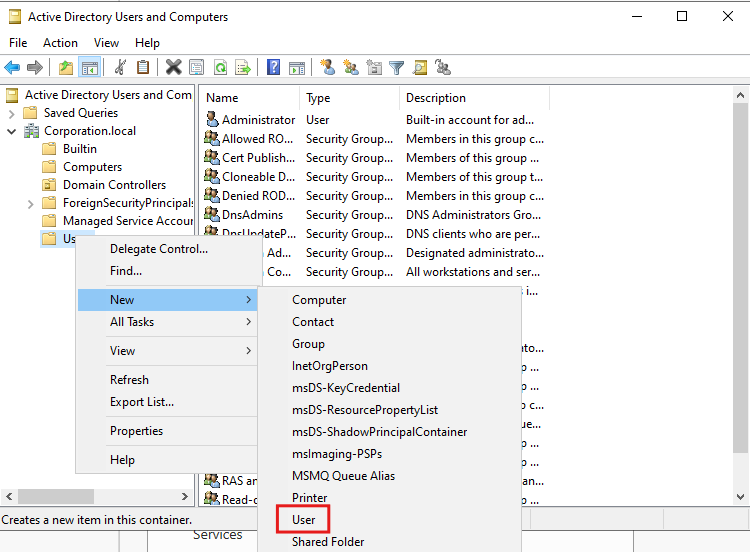 Active Directory Users and Computers
File Action View Help
Active Directory Users and Com
Saved Queries
Corporation.local
Builtin
Computers
Domain Controllers
ForeignSecurityPrincipals
Managed Service Accoun
Us
Name Type Description
Administrator User Built-in account for ad...
Allowed RO... Security Group... Members in this group c...
Cert Publish... Security Group... Members of this group ...
Cloneable D... Security Group... Members of this group t...
Denied ROD... Security Group... Members in this group c...
DnsAdmins Security Group... DNS Administrators Gro...
DnsUpdateP... Security Group... DNS clients who are per...
Ad... Security Group... Designated administrato...
Co... Security Group... All workstations and ser...
Delegate Control...
Find...
New
All Tasks
View
Refresh
Export List...
Properties
Help
Computer
Contact
Group
InetOrgPerson
msDS-KeyCredential
msDS-ResourcePropertyList
msDS-ShadowPrincipalContainer
msImaging-PSPs
MSMQ Queue Alias
Printer
User
Shared Folder
RAS an
Read-o
Creates a new item in this container.
Services